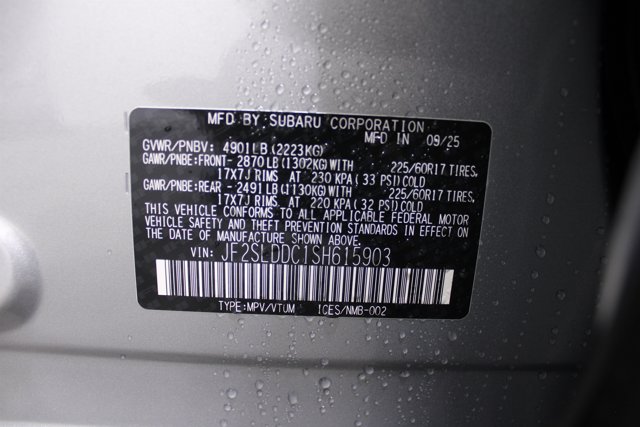 MFD BY SUBARU CORPORATION
MFD IN 09/25
GVWR/PNBV: 4901LB(2223KG)
GAWR/PNBE:FRONT- 2870LB(1302KG)WITH 225/60R17 TIRES,
17X7J RIMS AT 230 KPA(33 PSI)COLD
GAWR/PNBE:REAR - 2491LB(1130KG)WITH 225/60R17 TIRES,
17X7J RIMS AT 220 KPA(32 PSI)COLD
THIS VEHICLE CONFORMS TO ALL APPLICABLE FEDERAL MOTOR
VEHICLE SAFETY AND THEFT PREVENTION STANDARDS IN EFFECT ON
THE DATE OF MANUFACTURE SHOWN ABOVE.
VIN: JF2SLDDC1SH615903
TYPE:MPV/VTUM ICES/NMB-002